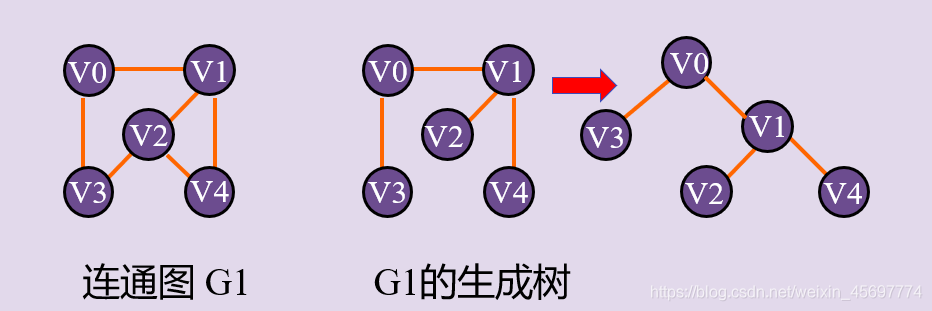 V0 V1 V0 V1 V0
V2 V2 V3 V1
V3 V4 V3 V4 V2 V4
连通图 G1 G1的生成树
https://blog.csdn.net/weixin_45697774